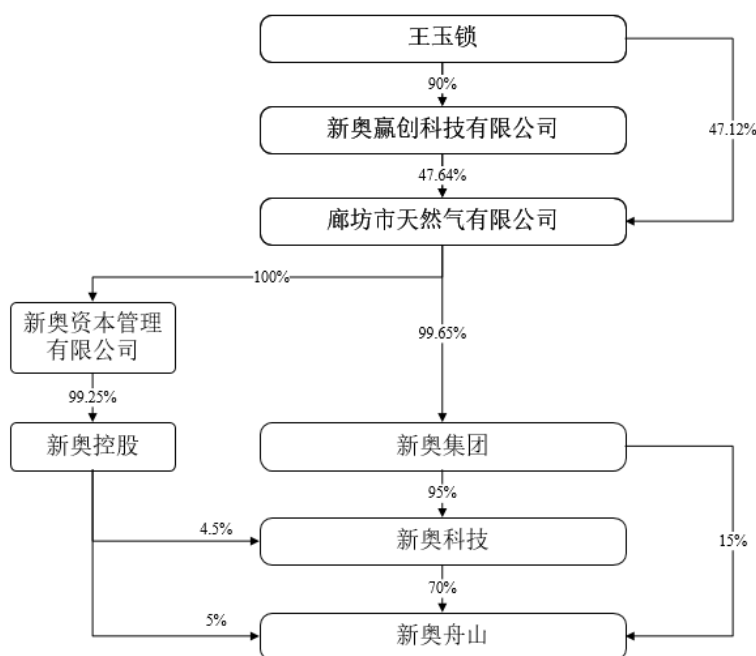 王玉锁
90%
新奥赢创科技有限公司
47.12%
47.64%
廊坊市天然气有限公司
100%
新奥资本管理
有限公司
99.65%
99.25%
新奥控股
新奥集团
95%
4.5%
新奥科技
15%
70%
5%
新奥舟山